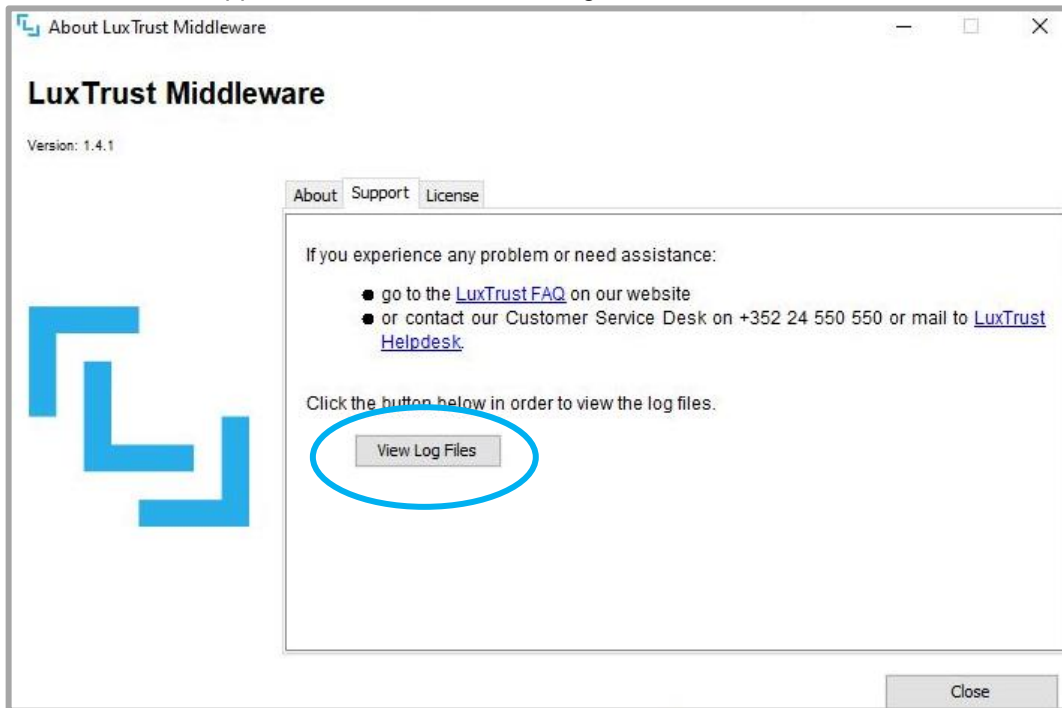 About LuxTrust Middleware
LuxTrust Middleware
Version: 1.4.1
About Support License
If you experience any problem or need assistance:
● go to the LuxTrust FAQ on our website
● or contact our Customer Service Desk on +352 24 550 550 or mail to LuxTrust
Helpdesk.
Click the button below in order to view the log files.
View Log Files
Close